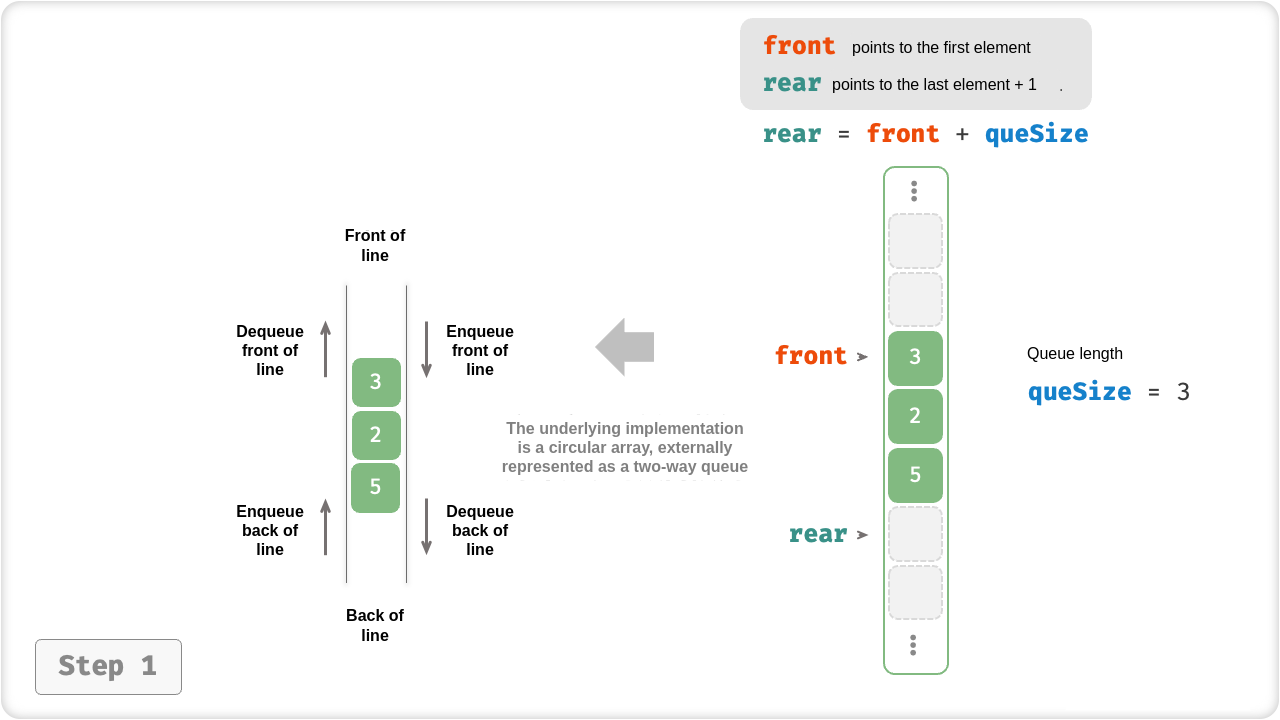 front points to the first element
rear points to the last element + 1 .
rear = front + queSize
Front of
line
Dequeue
front of
line
Enqueue
front of
line
3
2
5
Enqueue
back of
line
Dequeue
back of
line
Back of
line
The underlying implementation
is a circular array, externally
represented as a two-way queue
front
3
2
5
rear
Queue length
queSize = 3
Step 1